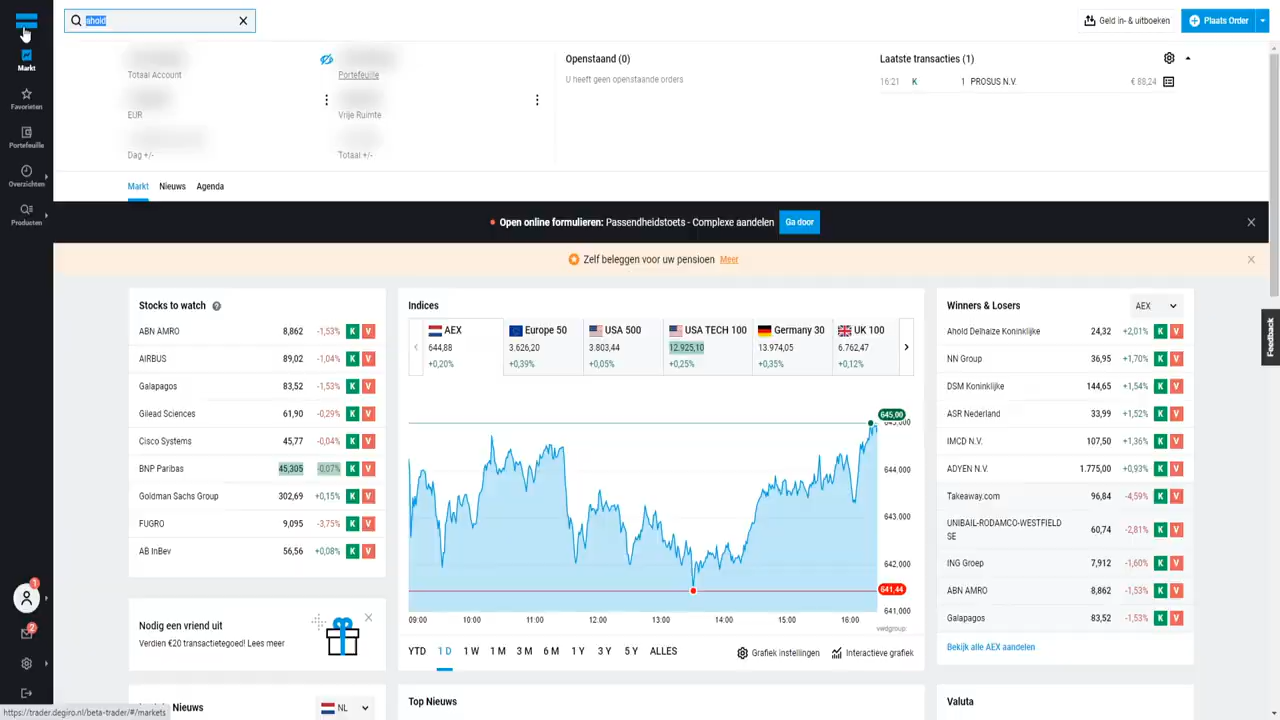 ahold
Geld in- & uitboeken
Plaats Order
Markt
Favorieten
Portefeuille
Overzichten
Producten
1
2
Totaal Account
Portefeuille
EUR
Vrije Ruimte
Dag +/-
Totaal +/-
Openstaand (0)
U heeft geen openstaande orders
Laatste transacties (1)
16:21 K 1 PROSUS N.V. € 88,24
Markt Nieuws Agenda
Open online formulieren: Passendheidstoets - Complexe aandelen Ga door
Zelf beleggen voor uw pensioen Meer
Stocks to watch
ABN AMRO 8,862 -1,53% K V
AIRBUS 89,02 -1,04% K V
Galapagos 83,52 -1,53% K V
Gilead Sciences 61,90 -0,29% K V
Cisco Systems 45,77 -0,04% K V
BNP Paribas 45,305 -0,07% K V
Goldman Sachs Group 302,69 +0,15% K V
FUGRO 9,095 -3,75% K V
AB InBev 56,56 +0,08% K V
Nodig een vriend uit
Verdien €20 transactietegoed! Lees meer
Nieuws NL
Indices
AEX Europe 50 USA 500 USA TECH 100 Germany 30 UK 100
644,88 3.626,20 3.803,44 12.925,10 13.974,05 6.762,47
+0,20% +0,39% +0,05% +0,25% +0,35% +0,12%
645,00
645,000
644,000
643,000
642,000
641,44
641,000
09:00 10:00 11:00 12:00 13:00 14:00 15:00 16:00
vwdgroup:
YTD 1 D 1 W 1 M 3 M 6 M 1 Y 3 Y 5 Y ALLES
Grafiek instellingen Interactieve grafiek
Top Nieuws
Winners & Losers AEX
Ahold Delhaize Koninklijke 24,32 +2,01% K V
NN Group 36,95 +1,70% K V
DSM Koninklijke 144,65 +1,54% K V
ASR Nederland 33,99 +1,52% K V
IMCD N.V. 107,50 +1,36% K V
ADYEN N.V. 1.775,00 +0,93% K V
Takeaway.com 96,84 -4,59% K V
UNIBAIL-RODAMCO-WESTFIELD
SE 60,74 -2,81% K V
ING Groep 7,912 -1,60% K V
ABN AMRO 8,862 -1,53% K V
Galapagos 83,52 -1,53% K V
Bekijk alle AEX aandelen
Valuta
Feedback
https://trader.degiro.nl/beta-trader/#/markets